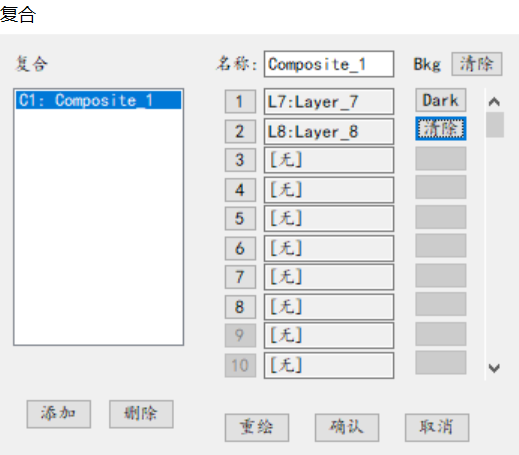 复合
复合 名称: Composite_1 Bkg 清除
C1: Composite_1 1 L7:Layer_7 Dark
2 L8:Layer_8 清除
3 [无]
4 [无]
5 [无]
6 [无]
7 [无]
8 [无]
9 [无]
10 [无]
添加 删除 重绘 确认 取消